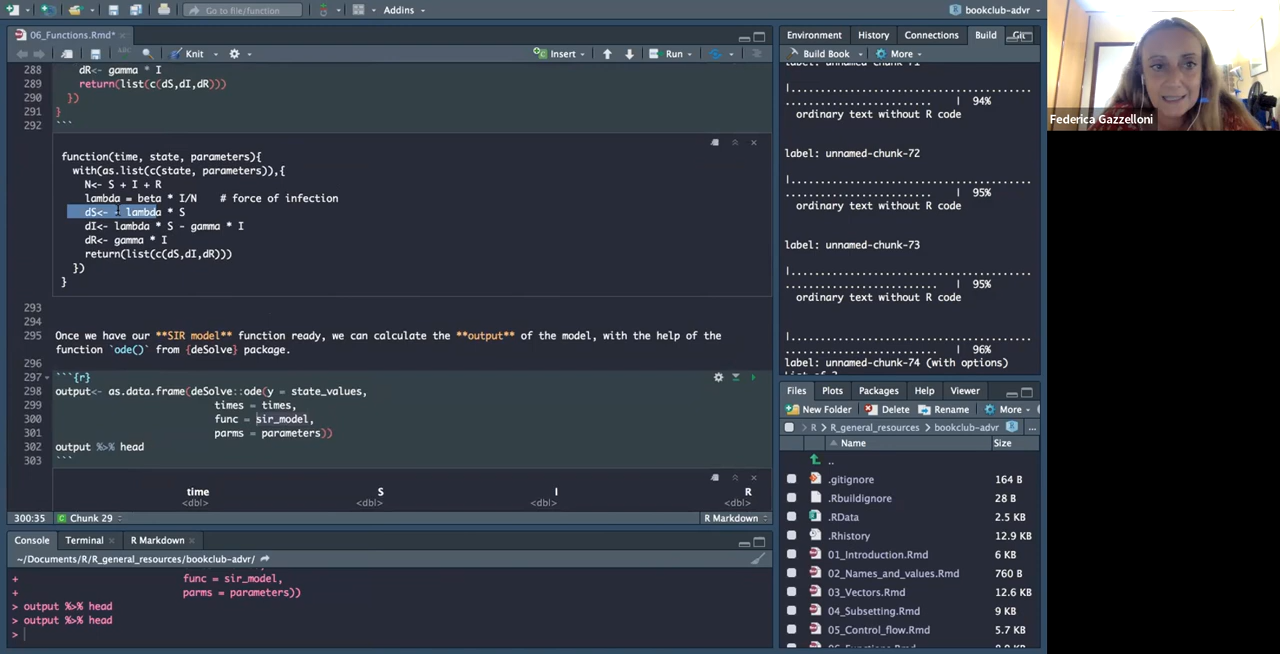 Go to file/function
Addins
bookclub-advr
06_Functions.Rmd*
ABC
Knit
Insert
Run
288 dR<- gamma * I
289 return(list(c(dS,dI,dR)))
290 })
291 }
292 ```
function(time, state, parameters){
with(as.list(c(state, parameters)),{
N<- S + I + R
lambda = beta * I/N # force of infection
dS<- - lambda * S
dI<- lambda * S - gamma * I
dR<- gamma * I
return(list(c(dS,dI,dR)))
})
}
293
294
295 Once we have our **SIR model** function ready, we can calculate the **output** of the model, with the help of the
function `ode()` from {deSolve} package.
296
297 ```{r}
298 output<- as.data.frame(deSolve::ode(y = state_values,
299 times = times,
300 func = sir_model,
301 parms = parameters))
302 output %>% head
303 ```
time S I R
<dbl> <dbl> <dbl> <dbl>
300:35 Chunk 29 R Markdown
Console Terminal R Markdown
~/Documents/R/R_general_resources/bookclub-advr/
+ func = sir_model,
+ parms = parameters))
> output %>% head
> output %>% head
>
Environment History Connections Build Git
Build Book More
label: unnamed-chunk-71
|..............................
....................... | 94%
ordinary text without R code
label: unnamed-chunk-72
|..............................
....................... | 95%
ordinary text without R code
label: unnamed-chunk-73
|..............................
....................... | 95%
ordinary text without R code
|..............................
....................... | 96%
label: unnamed-chunk-74 (with options)
Files Plots Packages Help Viewer
New Folder Delete Rename More
R R_general_resources bookclub-advr ...
Name Size
..
.gitignore 164 B
.Rbuildignore 28 B
.RData 2.5 KB
.Rhistory 12.9 KB
01_Introduction.Rmd 6 KB
02_Names_and_values.Rmd 760 B
03_Vectors.Rmd 12.6 KB
04_Subsetting.Rmd 9 KB
05_Control_flow.Rmd 5.7 KB
Federica Gazzelloni